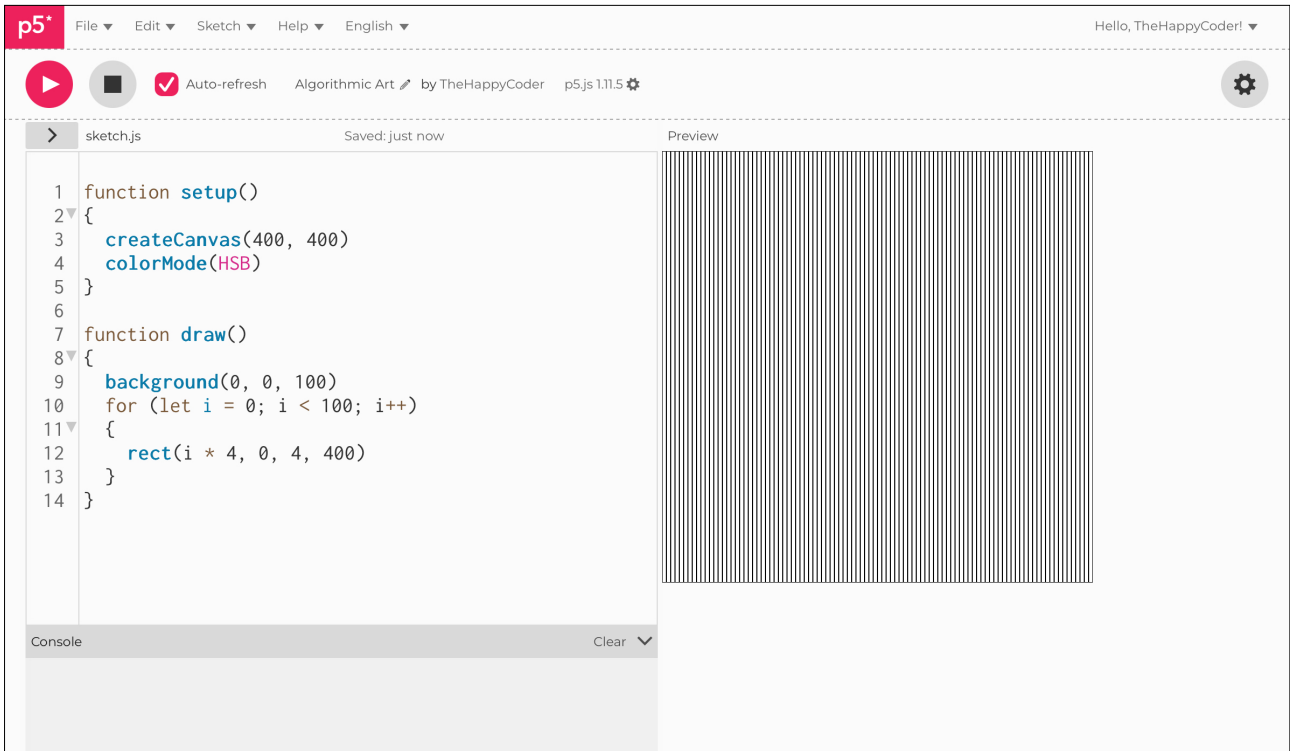 p5* File Edit Sketch Help English Hello, TheHappyCoder!
Auto-refresh Algorithmic Art by TheHappyCoder p5.js 1.11.5
sketch.js Saved: just now Preview
1 function setup()
2 {
3 createCanvas(400, 400)
4 colorMode(HSB)
5 }
6
7 function draw()
8 {
9 background(0, 0, 100)
10 for (let i = 0; i < 100; i++)
11 {
12 rect(i * 4, 0, 4, 400)
13 }
14 }
Console Clear